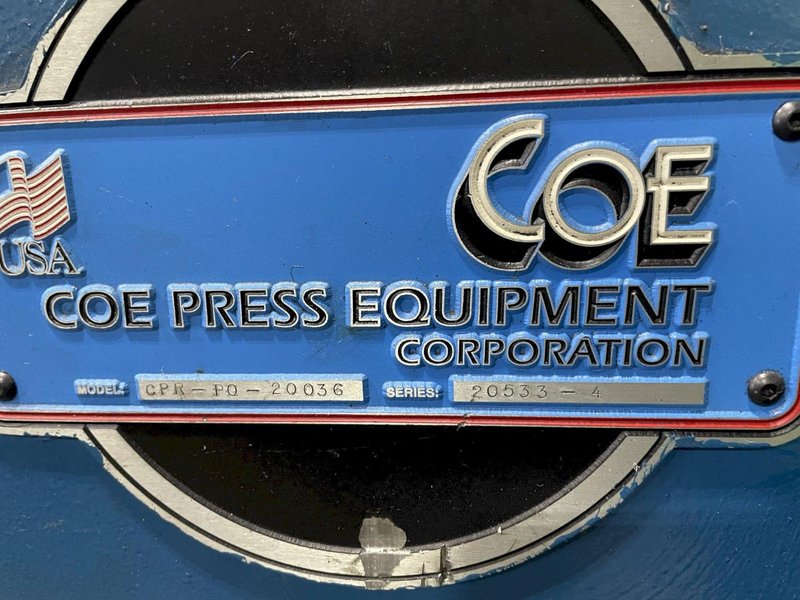 COE
USA
COE PRESS EQUIPMENT
CORPORATION
MODEL: CPR-PO-20036 SERIES: 20533-4